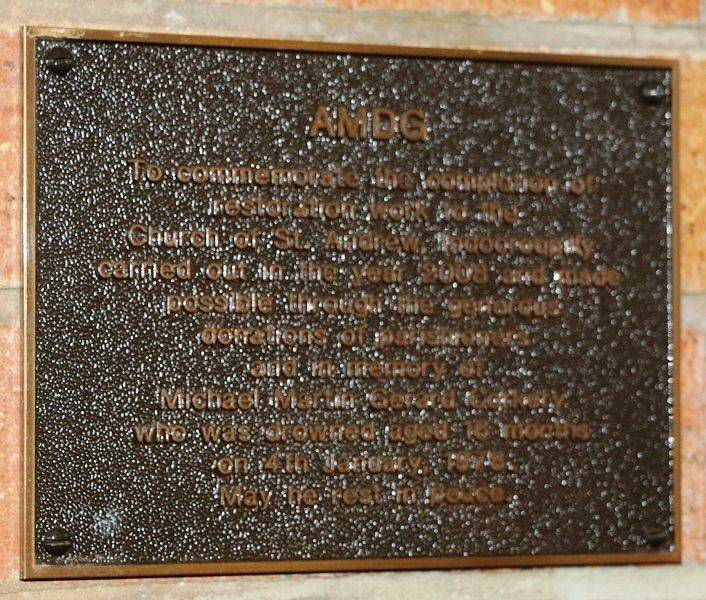 AMDG
To commemorate the completion of
restoration work to the
Church of St. Andrew, Indooroopilly
carried out in the year 2008 and made
possible through the generous
donations of parishioners
and in memory of
Michael Martin Gerard
who was drowned aged 18 months
on 4th January,
May he rest in peace.